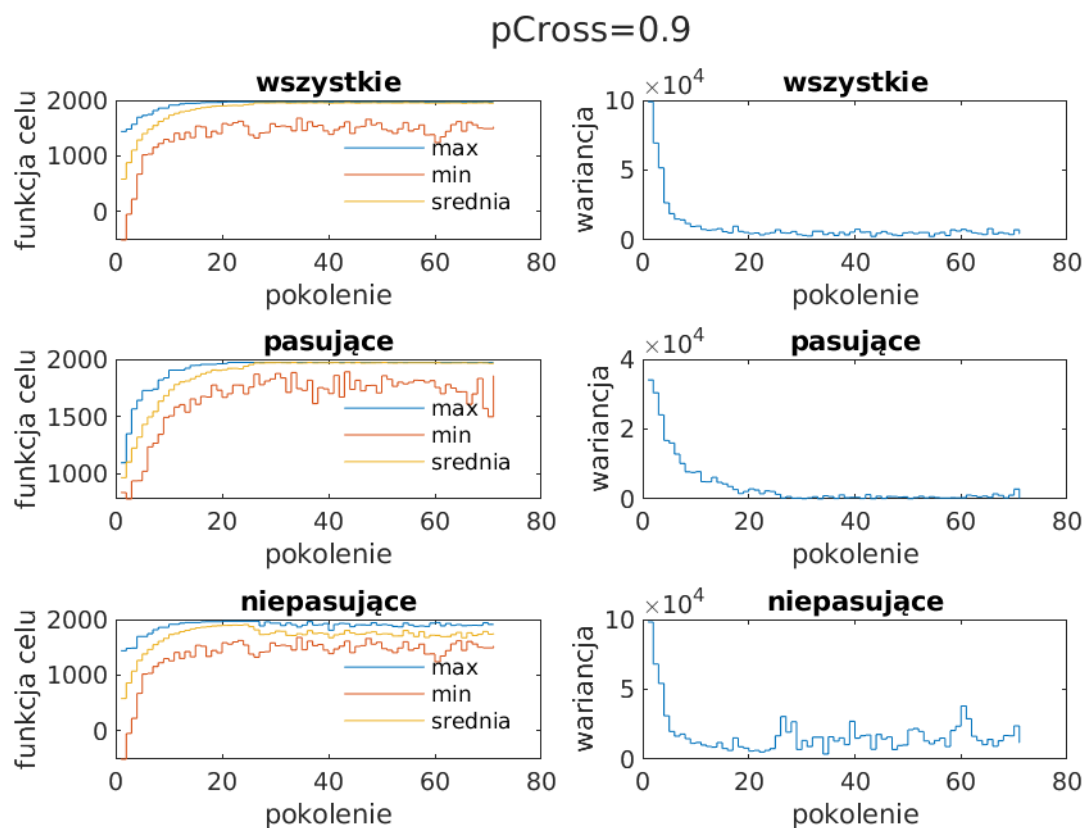 pCross=0.9
wszystkie
2000
1000
0
funkcja celu
max
min
srednia
0 20 40 60 80
pokolenie
wszystkie
×10^4
10
5
0
wariancja
0 20 40 60 80
pokolenie
pasujące
2000
1500
1000
funkcja celu
max
min
srednia
0 20 40 60 80
pokolenie
pasujące
×10^4
4
2
0
wariancja
0 20 40 60 80
pokolenie
niepasujące
2000
1000
0
funkcja celu
max
min
srednia
0 20 40 60 80
pokolenie
niepasujące
×10^4
10
5
0
wariancja
0 20 40 60 80
pokolenie